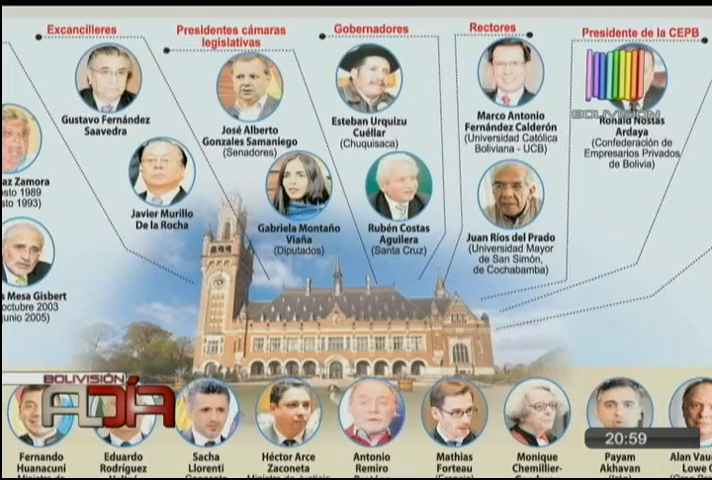 Excancilleres
Gustavo Fernández
Saavedra
Javier Murillo
De la Rocha
Presidentes cámaras
legislativas
José Alberto
Gonzales Samaniego
(Senadores)
Gabriela Montaño
Viaña
(Diputados)
Gobernadores
Esteban Urquizu
Cuéllar
(Chuquisaca)
Rubén Costas
Aguilera
(Santa Cruz)
Rectores
Marco Antonio
Fernández Calderón
(Universidad Católica
Boliviana - UCB)
Juan Ríos del Prado
(Universidad Mayor
de San Simón,
de Cochabamba)
Presidente de la CEPB
BOLIVISIÓN
Ronald Nostas
Ardaya
(Confederación de
Empresarios Privados
de Bolivia)
az Zamora
sto 1989
sto 1993)
s Mesa Gisbert
octubre 2003
junio 2005)
BOLIVISIÓN
AL DÍA
20:59
Fernando
Huanacuni
Eduardo
Rodríguez
Sacha
Llorenti
Héctor Arce
Zaconeta
Antonio
Remiro
Mathias
Forteau
Monique
Chemillier-
Payam
Akhavan
Alan Vau
Lowe